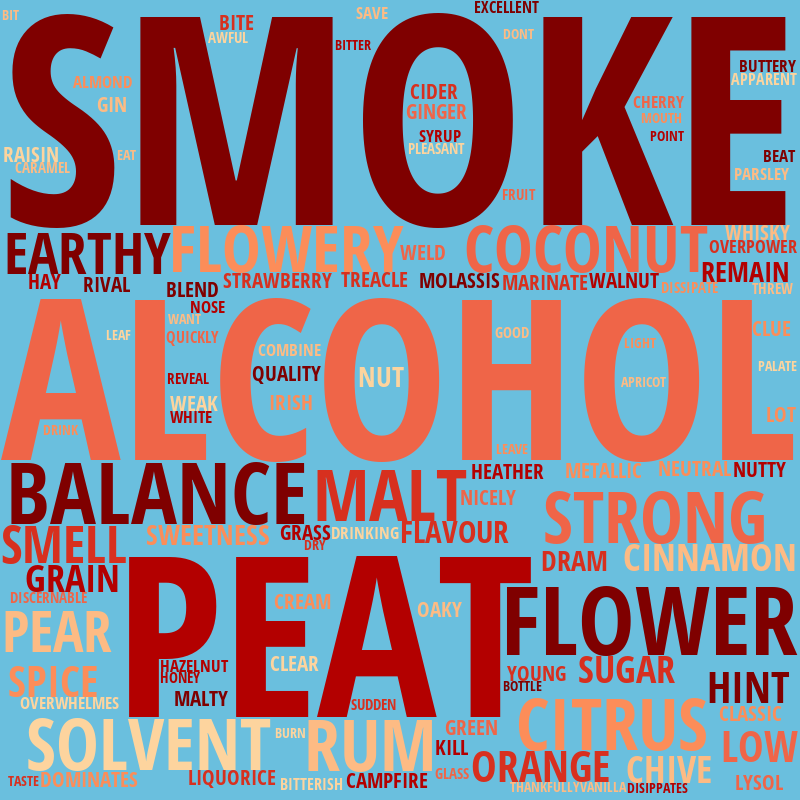 BIT BITE SAVE EXCELLENT
AWFUL BITTER DONT
SMOKE
BUTTERY
ALMOND CIDER APPARENT
GIN GINGER CHERRY
MOUTH
SYRUP POINT
RAISIN EAT PLEASANT BEAT
CARAMEL PARSLEY
FRUIT
EARTHY FLOWERY WELD COCONUT WHISKY
OVERPOWER
HAY RIVAL BLEND STRAWBERRY TREACLE MOLASSIS MARINATE WALNUT REMAIN
DISSIPATE THREW
NOSE
ALCOHOL
WANT
LEAF QUICKLY GOOD CLUE
COMBINE LIGHT
REVEAL QUALITY NUT APRICOT PALATE
WEAK IRISH
WHITE LOT
DRINK LEAVE
BALANCE MALT HEATHER METALLIC NEUTRAL NUTTY
NICELY STRONG
SMELL SWEETNESS GRASS DRINKING FLAVOUR
DRY
GRAIN DRAM CINNAMON
PEAT
DISCERNABLE CREAM OAKY FLOWER
PEAR
HAZELNUT CLEAR YOUNG SUGAR
HONEY
SPICE MALTY BOTTLE HINT
OVERWHELMES SUDDEN CLASSIC
SOLVENT BURN RUM GREEN CITRUS LOW
KILL
TASTE DOMINATES LIQUORICE BITTERISH CAMPFIRE GLASS ORANGE CHIVE LYSOL
THANKFULLY VANILLA DISIPPATES